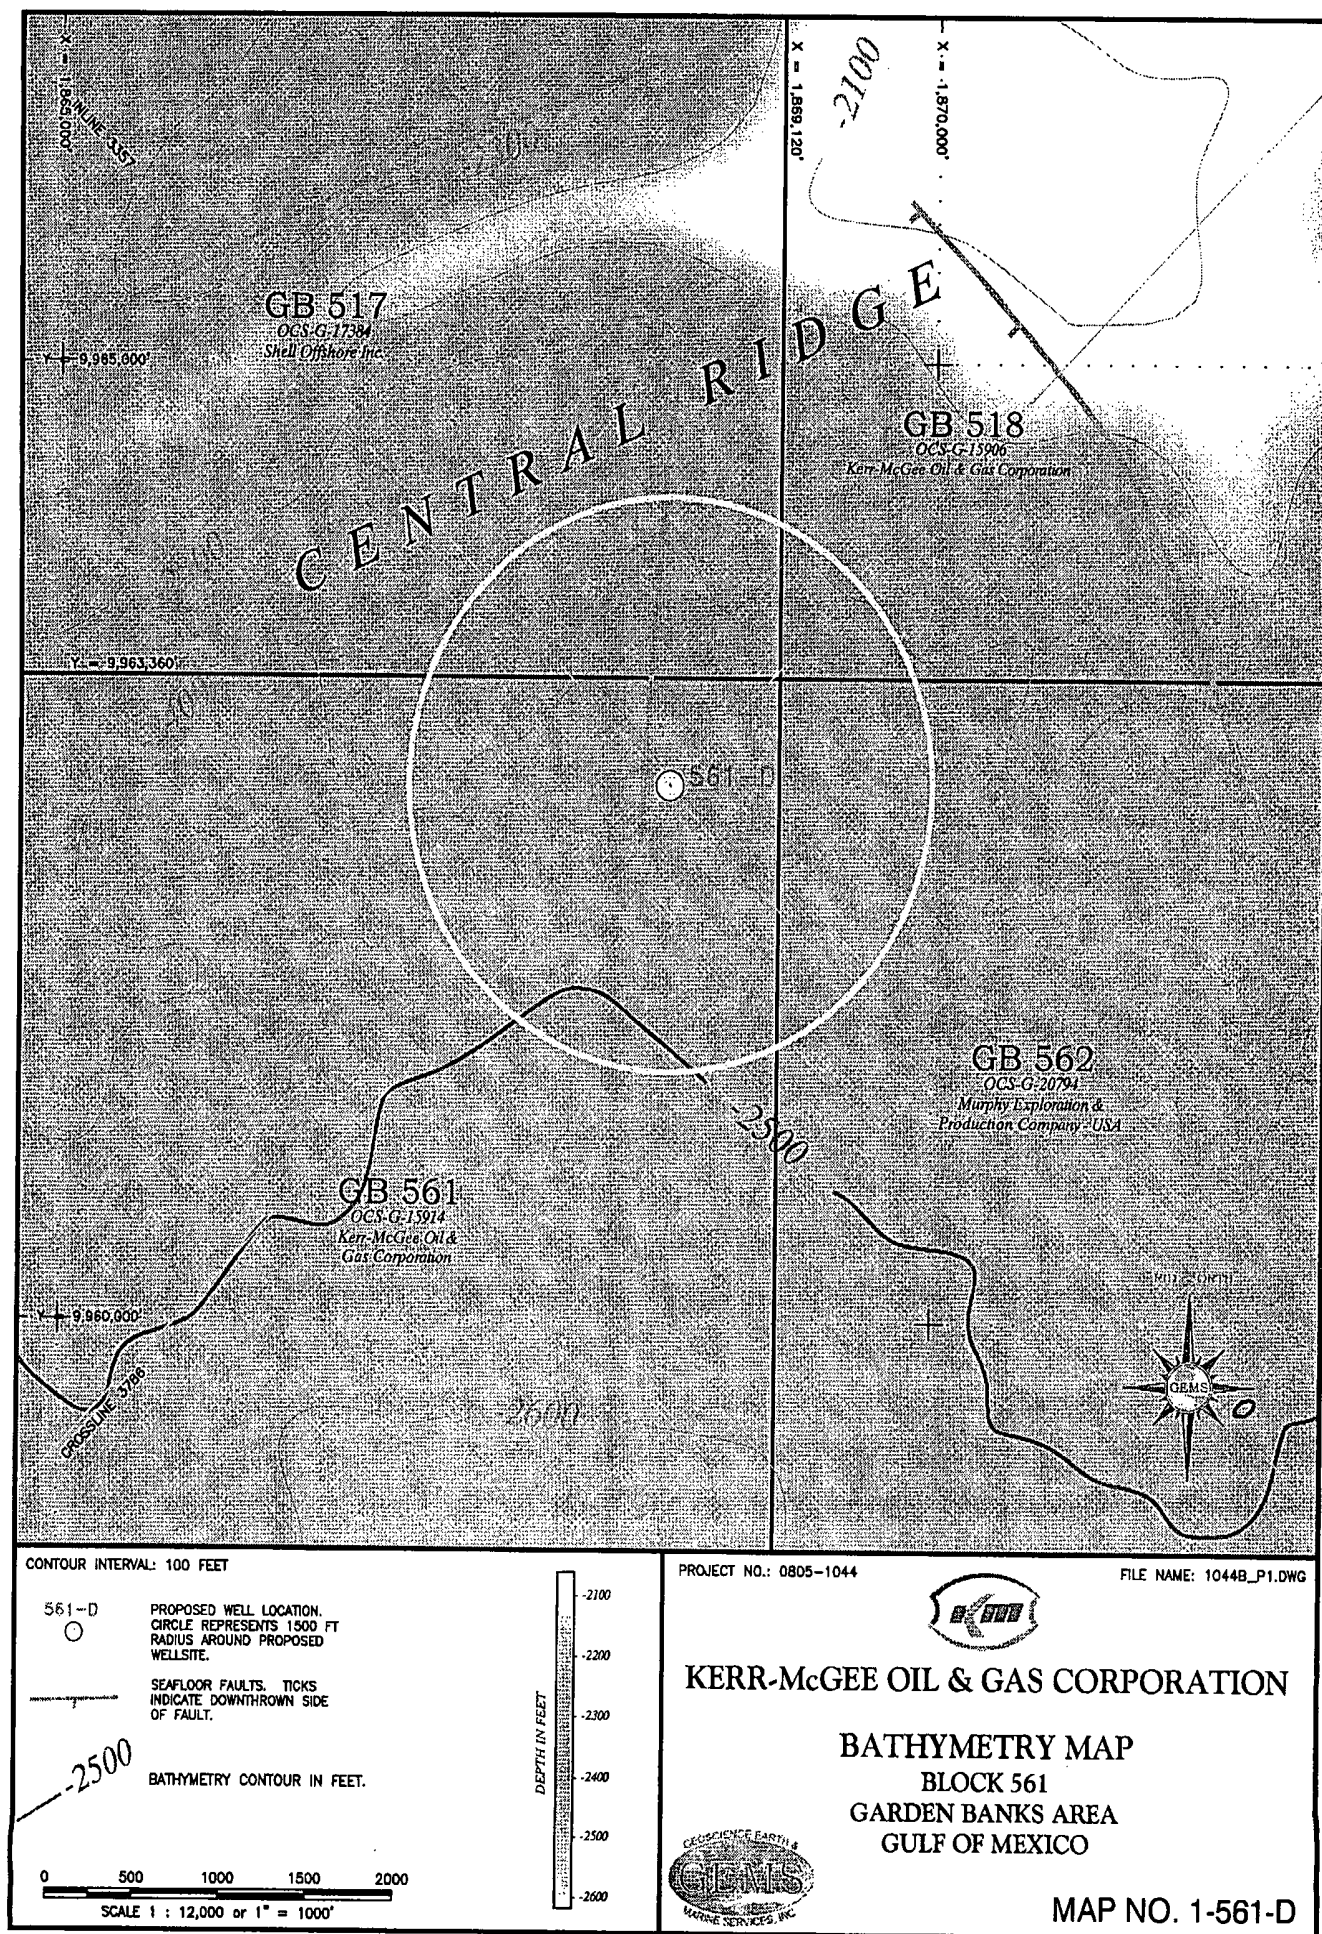 X = 1,865,000'
INLINE 3357
X = 1,869,120'
-2100
X = 1,870,000'
GB 517
OCS-G-17384
Shell Offshore Inc.
Y = 9,965,000'
CENTRAL RIDGE
GB 518
OCS-G-15906
Kerr-McGee Oil & Gas Corporation
Y = 9,963,360'
561-D
-2500
GB 562
OCS-G-20794
Murphy Exploration &
Production Company - USA
GB 561
OCS-G-15914
Kerr-McGee Oil &
Gas Corporation
Y = 9,960,000'
CROSSLINE 3786
-2600
GEMS
CONTOUR INTERVAL: 100 FEET
561-D
PROPOSED WELL LOCATION.
CIRCLE REPRESENTS 1500 FT
RADIUS AROUND PROPOSED
WELLSITE.
SEAFLOOR FAULTS. TICKS
INDICATE DOWNTHROWN SIDE
OF FAULT.
-2500
BATHYMETRY CONTOUR IN FEET.
0 500 1000 1500 2000
SCALE 1 : 12,000 or 1" = 1000'
DEPTH IN FEET
-2100
-2200
-2300
-2400
-2500
-2600
PROJECT NO.: 0805-1044
FILE NAME: 1044B_P1.DWG
KERR-McGEE OIL & GAS CORPORATION
BATHYMETRY MAP
BLOCK 561
GARDEN BANKS AREA
GULF OF MEXICO
GEOSCIENCE EARTH &
GEMS
MARINE SERVICES, INC
MAP NO. 1-561-D